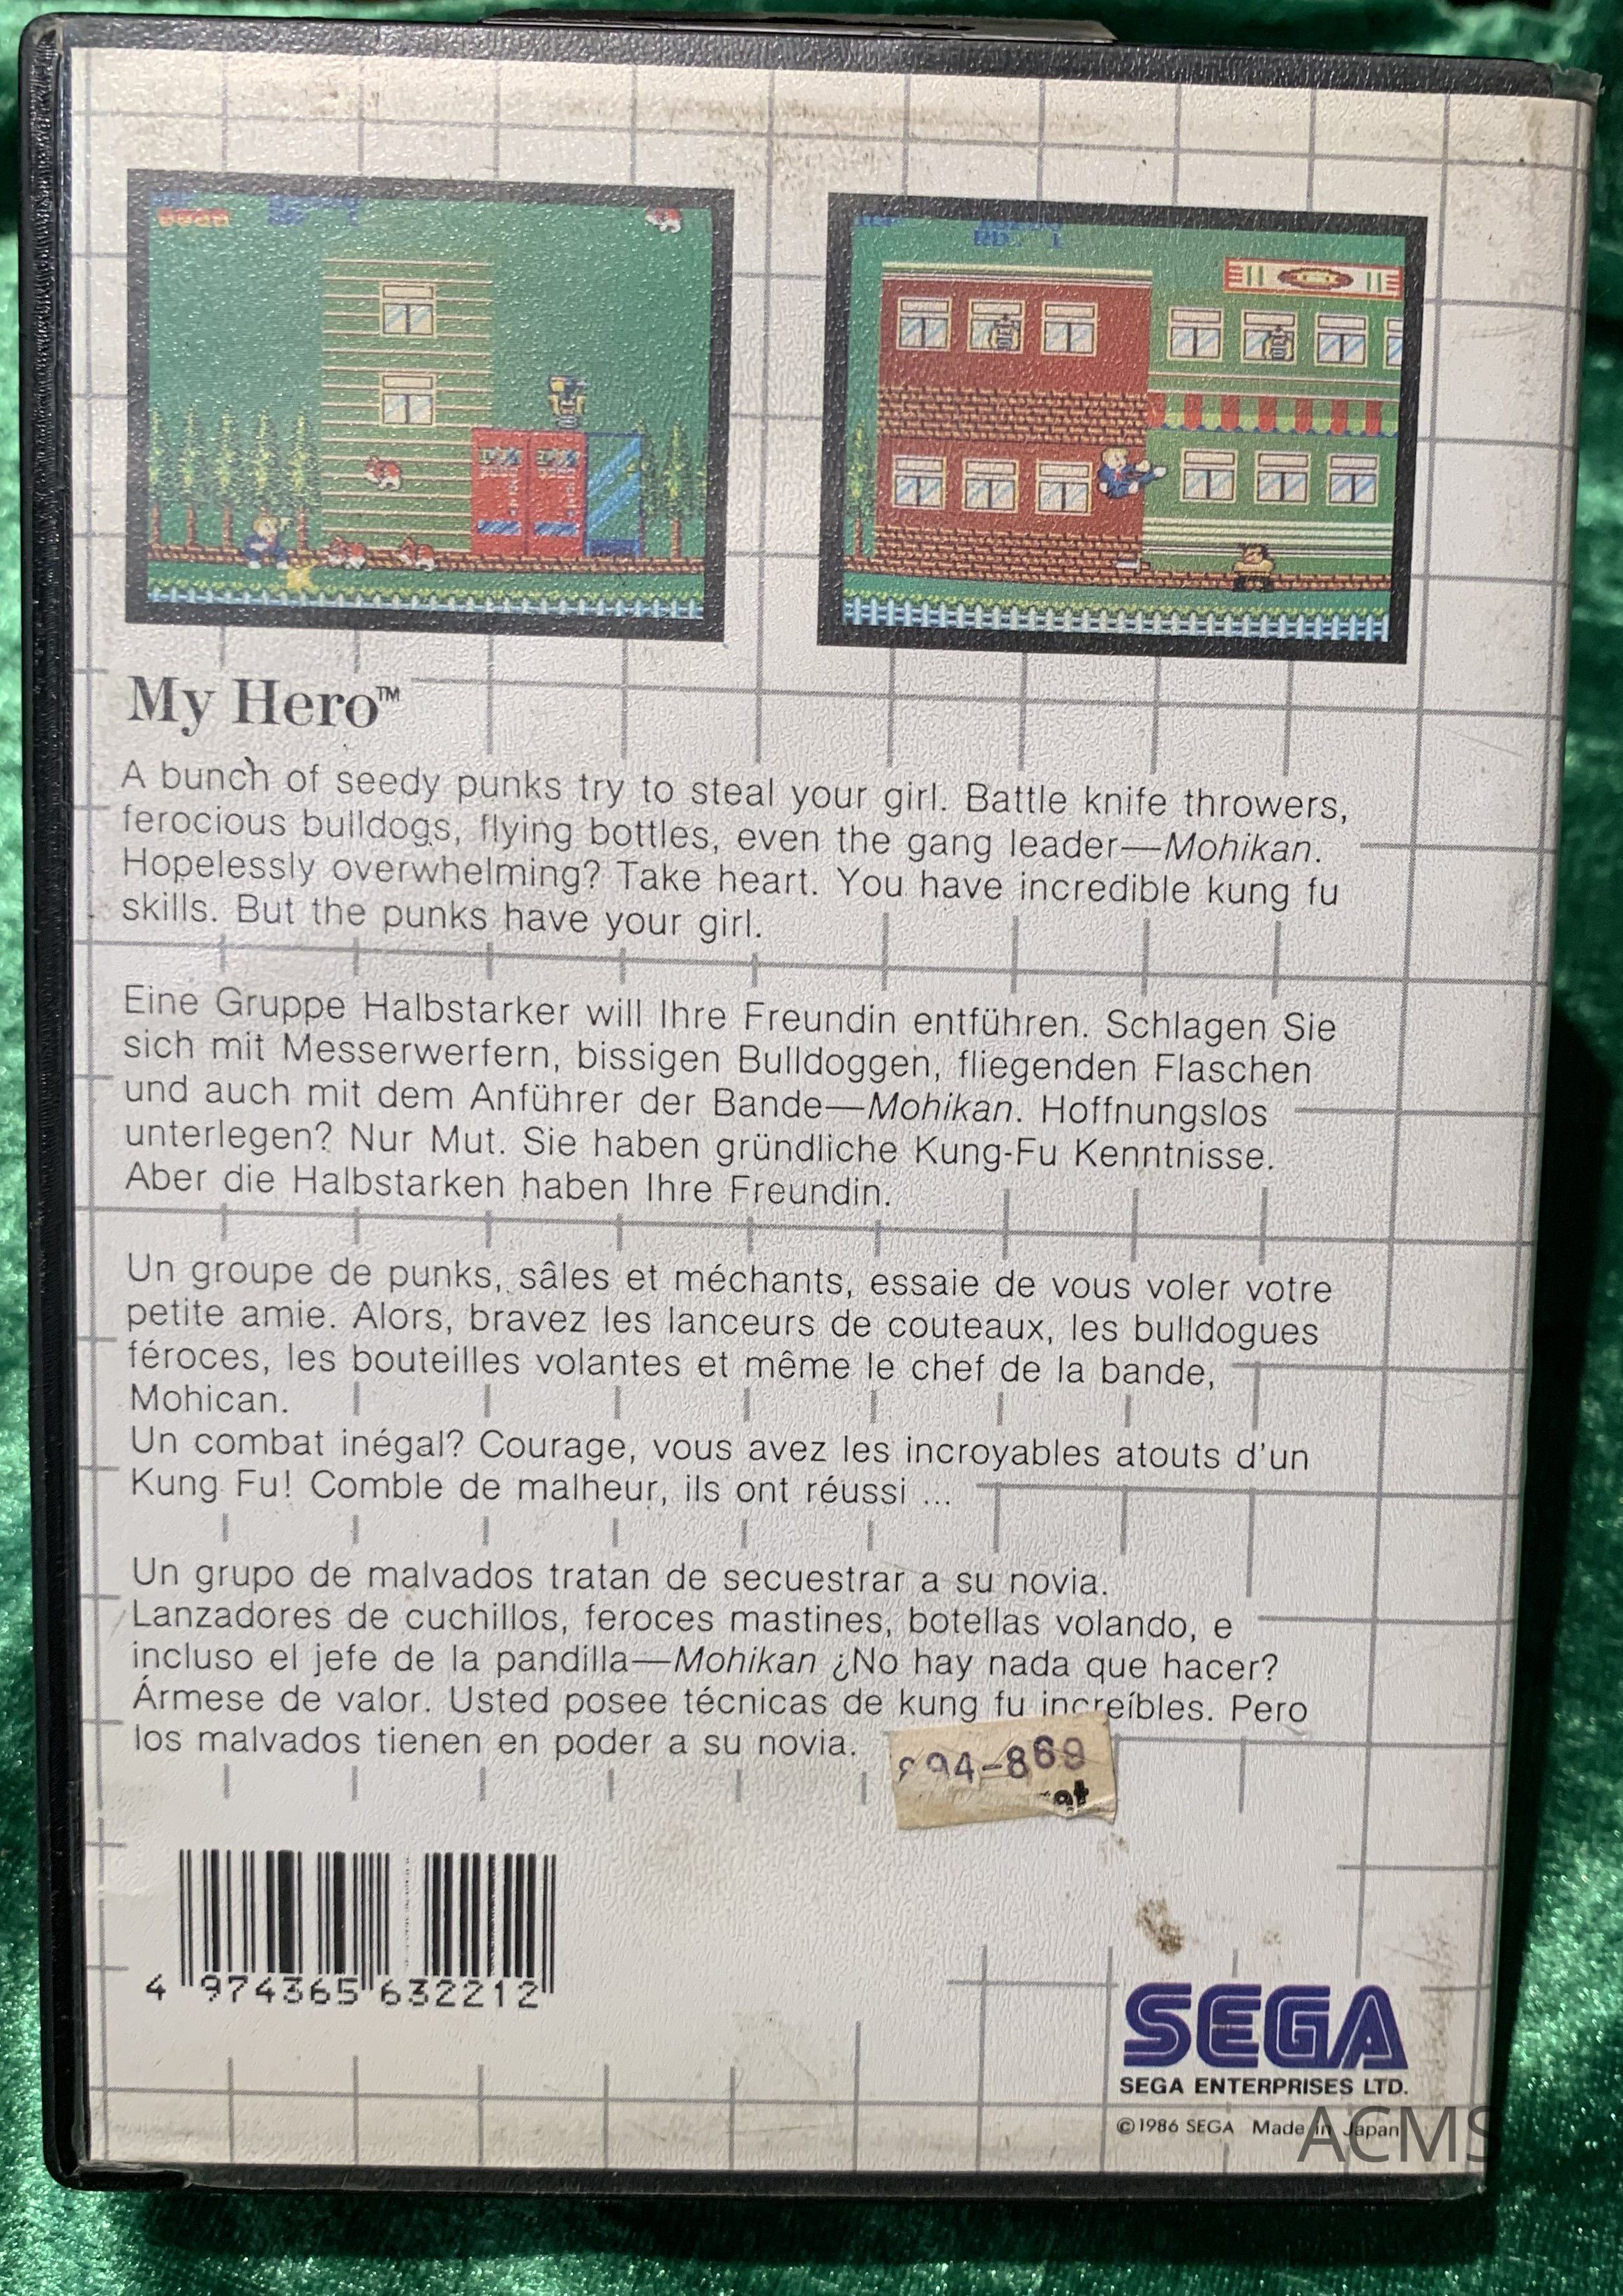 RD. 1
My Hero™
A bunch of seedy punks try to steal your girl. Battle knife throwers,
ferocious bulldogs, flying bottles, even the gang leader—Mohikan.
Hopelessly overwhelming? Take heart. You have incredible kung fu
skills. But the punks have your girl.
Eine Gruppe Halbstarker will Ihre Freundin entführen. Schlagen Sie
sich mit Messerwerfern, bissigen Bulldoggen, fliegenden Flaschen
und auch mit dem Anführer der Bande—Mohikan. Hoffnungslos
unterlegen? Nur Mut. Sie haben gründliche Kung-Fu Kenntnisse.
Aber die Halbstarken haben Ihre Freundin.
Un groupe de punks, sâles et méchants, essaie de vous voler votre
petite amie. Alors, bravez les lanceurs de couteaux, les bulldogues
féroces, les bouteilles volantes et même le chef de la bande,
Mohican.
Un combat inégal? Courage, vous avez les incroyables atouts d'un
Kung Fu! Comble de malheur, ils ont réussi ...
Un grupo de malvados tratan de secuestrar a su novia.
Lanzadores de cuchillos, feroces mastines, botellas volando, e
incluso el jefe de la pandilla—Mohikan ¿No hay nada que hacer?
Ármese de valor. Usted posee técnicas de kung fu increíbles. Pero
los malvados tienen en poder a su novia.
4 974365 632212
SEGA
SEGA ENTERPRISES LTD.
©1986 SEGA Made in Japan
ACMS